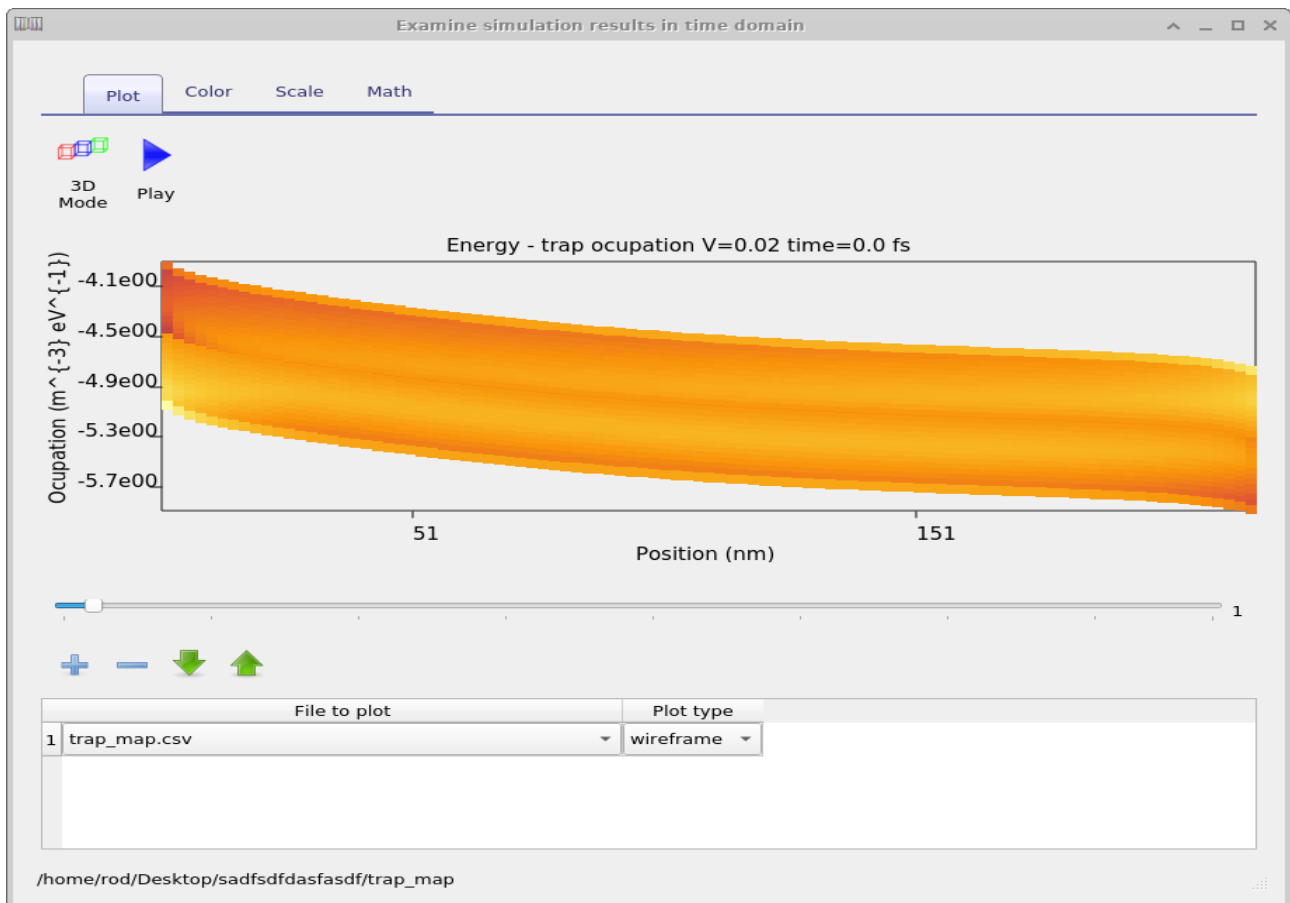 Examine simulation results in time domain
Plot Color Scale Math
3D
Mode
Play
Energy - trap ocupation V=0.02 time=0.0 fs
Ocupation (m^{-3} eV^{-1})
-4.1e00
-4.5e00
-4.9e00
-5.3e00
-5.7e00
51 151
Position (nm)
1
File to plot Plot type
1 trap_map.csv wireframe
/home/rod/Desktop/sadfsdfdasfasdf/trap_map